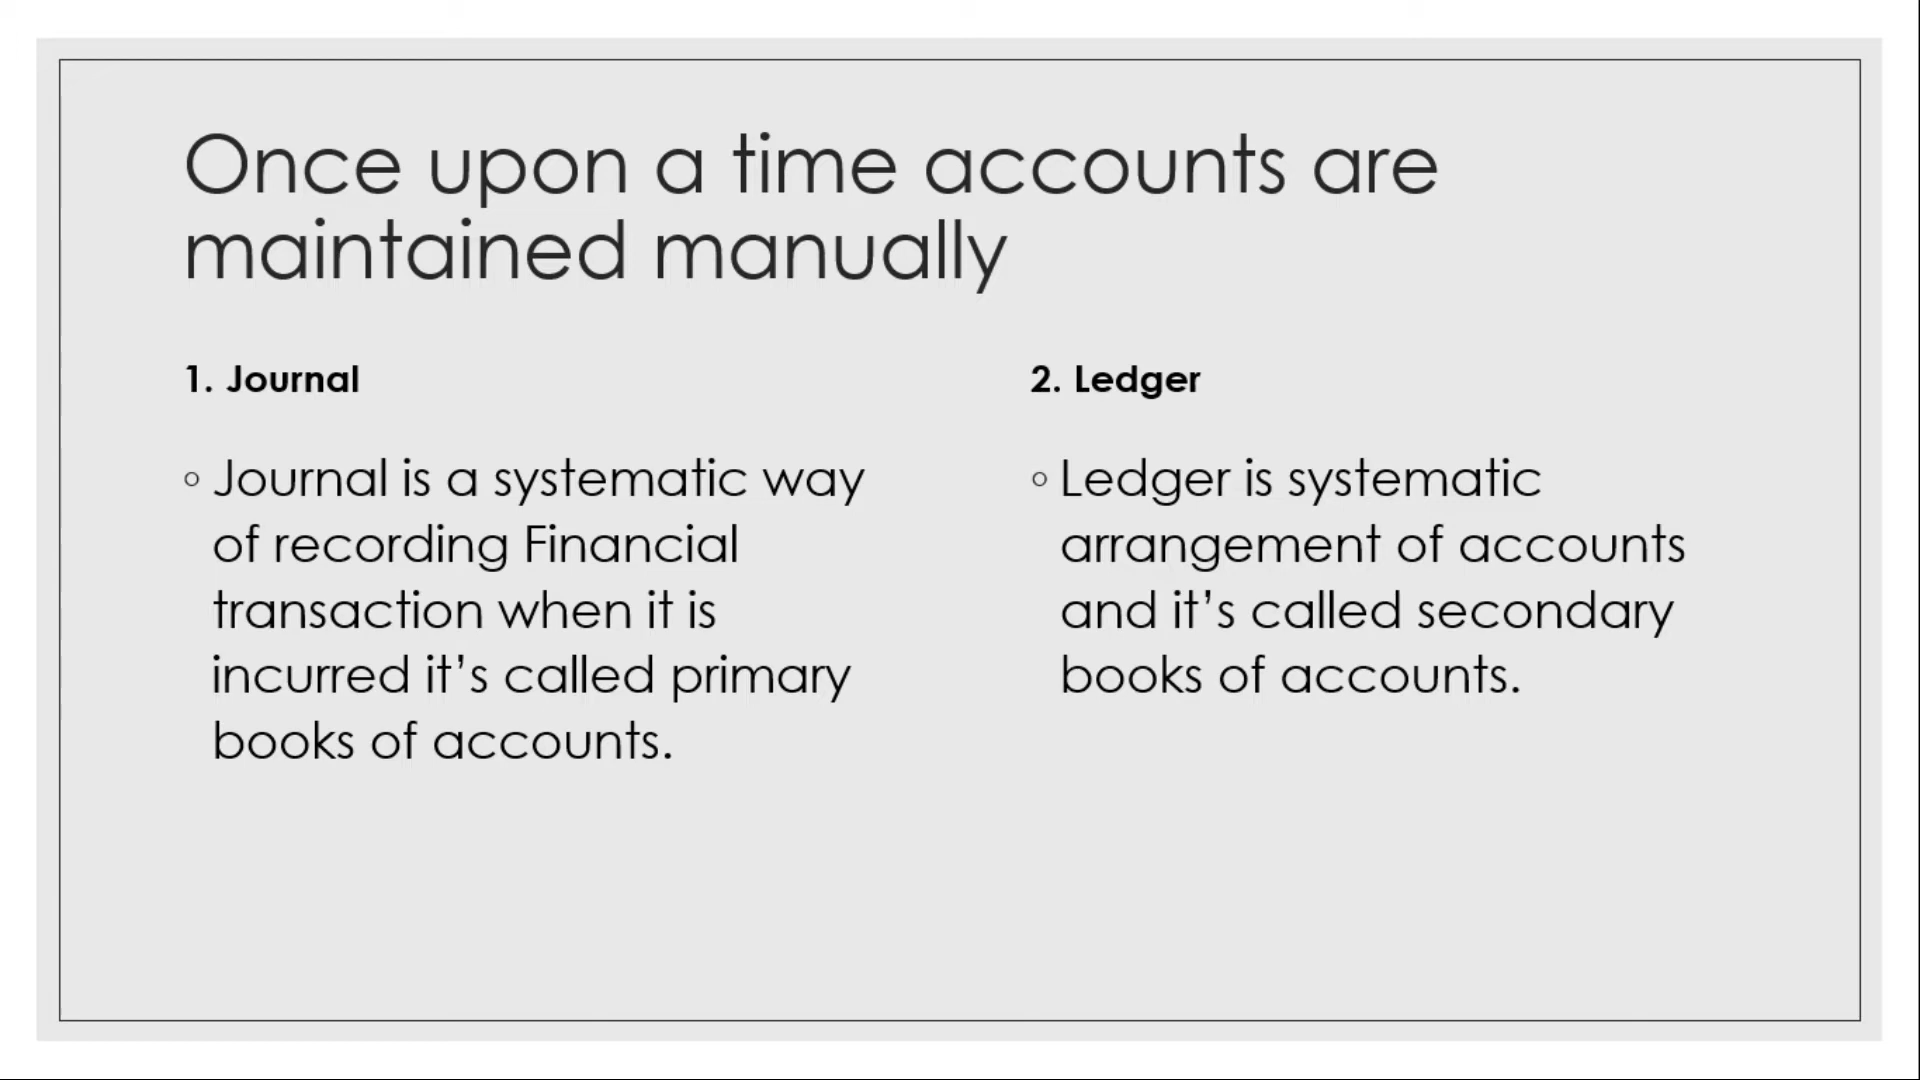 Once upon a time accounts are
maintained manually
1. Journal
◦ Journal is a systematic way
of recording Financial
transaction when it is
incurred it’s called primary
books of accounts.
2. Ledger
◦ Ledger is systematic
arrangement of accounts
and it’s called secondary
books of accounts.